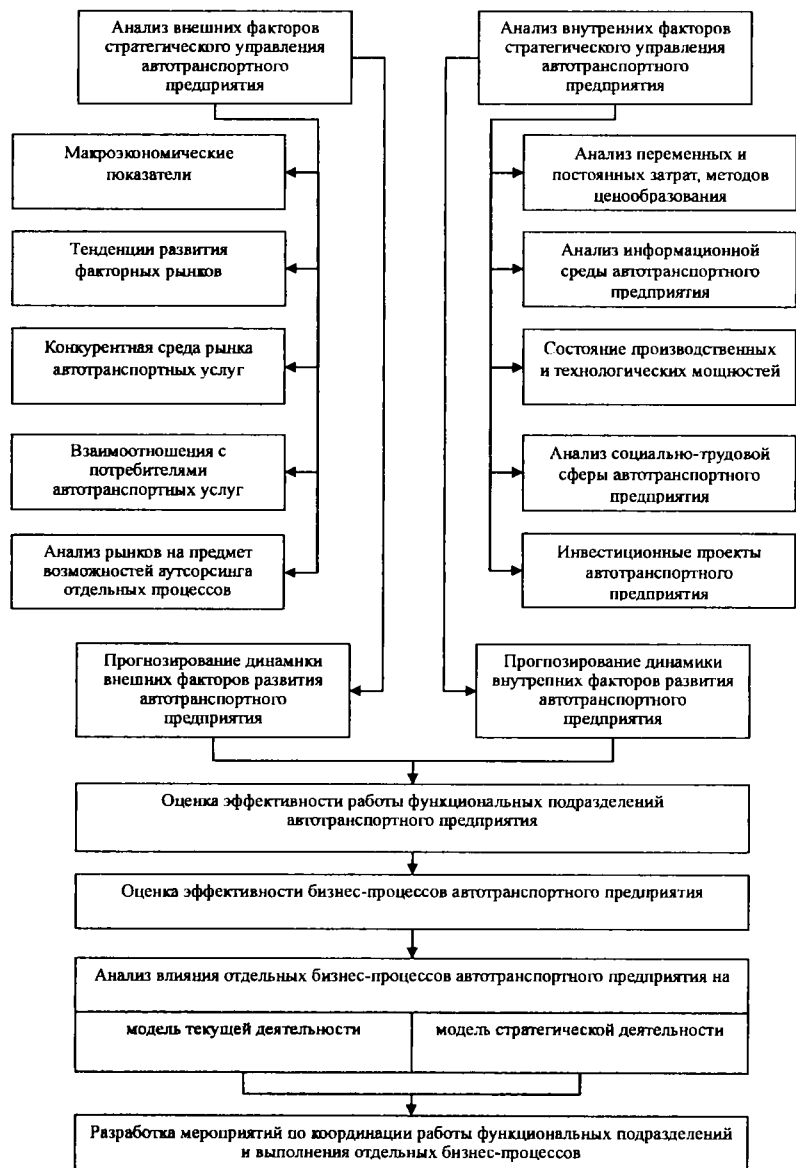 Анализ внешних факторов
стратегического управления
автотранспортного
предприятия
Анализ внутренних факторов
стратегического управления
автотранспортного
предприятия
Макроэкономические
показатели
Тенденции развития
факторных рынков
Конкурентная среда рынка
автотранспортных услуг
Взаимоотношения с
потребителями
автотранспортных услуг
Анализ рынков на предмет
возможностей аутсорсинга
отдельных процессов
Анализ переменных и
постоянных затрат, методов
ценообразования
Анализ информационной
среды автотранспортного
предприятия
Состояние производственных
и технологических мощностей
Анализ социально-трудовой
сферы автотранспортного
предприятия
Инвестиционные проекты
автотранспортного
предприятия
Прогнозирование динамики
внешних факторов развития
автотранспортного
предприятия
Прогнозирование динамики
внутренних факторов развития
автотранспортного
предприятия
Оценка эффективности работы функциональных подразделений
автотранспортного предприятия
Оценка эффективности бизнес-процессов автотранспортного предприятия
Анализ влияния отдельных бизнес-процессов автотранспортного предприятия на
модель текущей деятельности
модель стратегической деятельности
Разработка мероприятий по координации работы функциональных подразделений
и выполнения отдельных бизнес-процессов